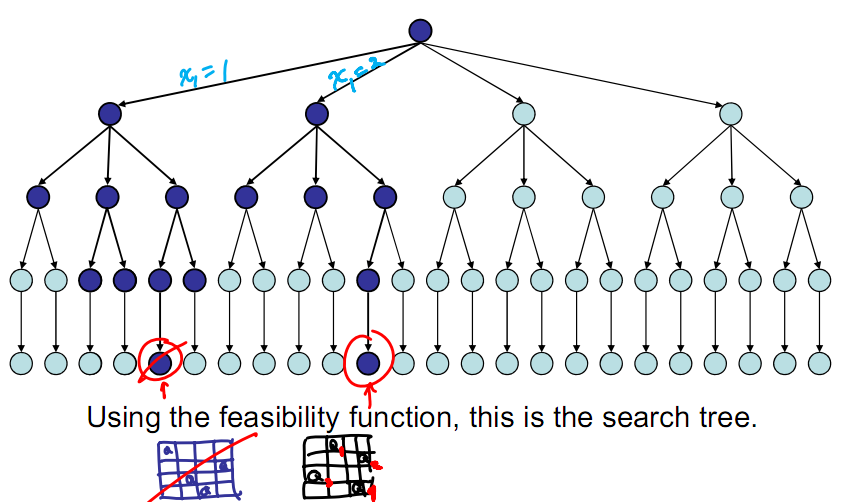 x₁ = 1
x₁ = 2
Using the feasibility function, this is the search tree.
Q
Q
Q
Q
Q
Q
Q
Q